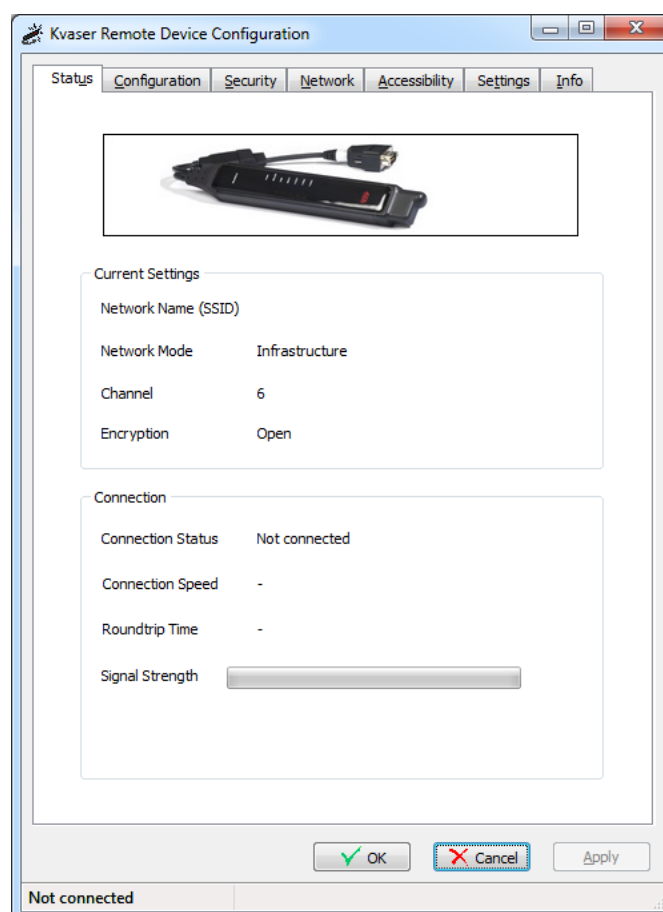 Kvaser Remote Device Configuration
Status Configuration Security Network Accessibility Settings Info
Current Settings
Network Name (SSID)
Network Mode Infrastructure
Channel 6
Encryption Open
Connection
Connection Status Not connected
Connection Speed -
Roundtrip Time -
Signal Strength
OK Cancel Apply
Not connected